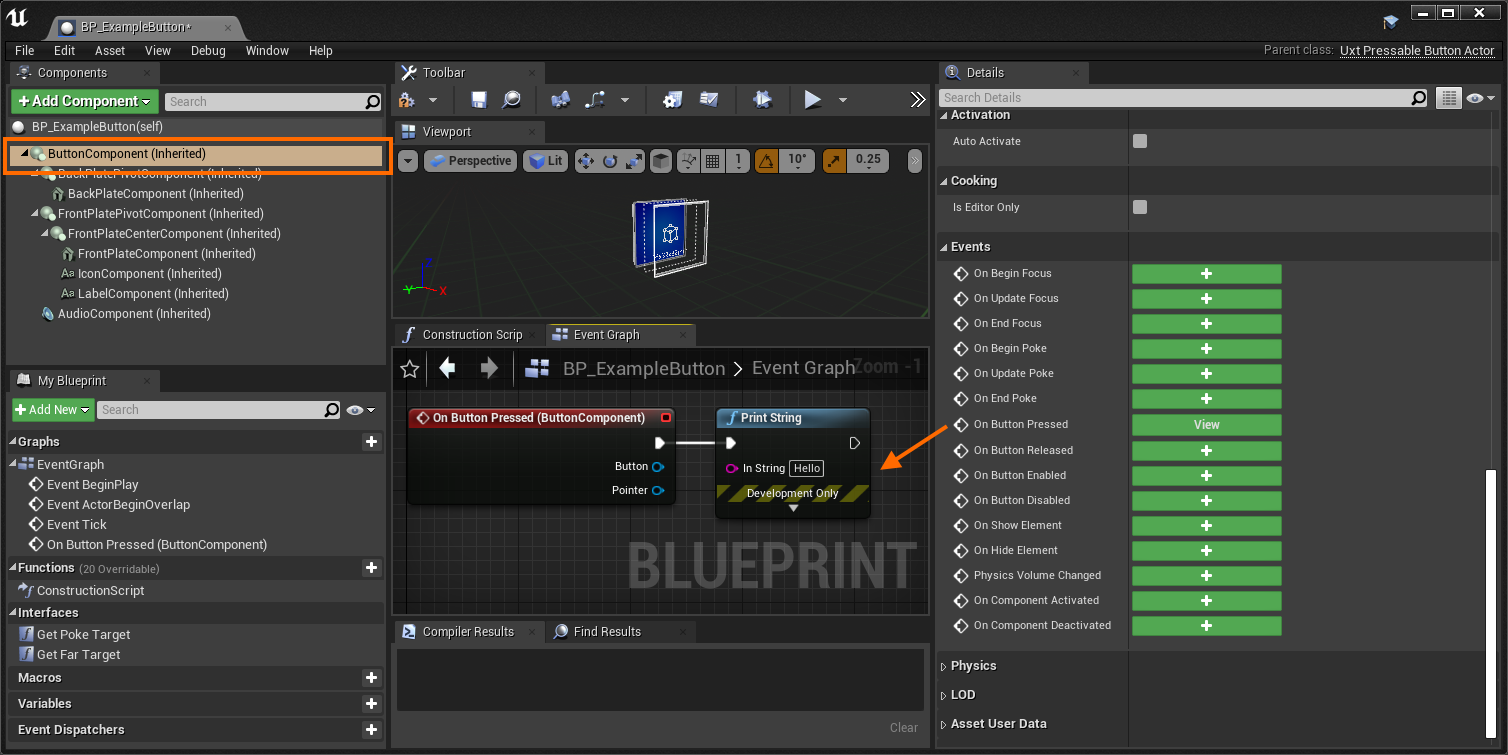 BP_ExampleButton*
File Edit Asset View Debug Window Help
Parent class: Uxt Pressable Button Actor
Components
Add Component
Search
BP_ExampleButton(self)
ButtonComponent (Inherited)
BackPlatePivotComponent (Inherited)
BackPlateComponent (Inherited)
FrontPlatePivotComponent (Inherited)
FrontPlateCenterComponent (Inherited)
FrontPlateComponent (Inherited)
Aa IconComponent (Inherited)
Aa LabelComponent (Inherited)
AudioComponent (Inherited)
My Blueprint
Add New
Search
Graphs
EventGraph
Event BeginPlay
Event ActorBeginOverlap
Event Tick
On Button Pressed (ButtonComponent)
Functions (20 Overridable)
ConstructionScript
Interfaces
Get Poke Target
Get Far Target
Macros
Variables
Event Dispatchers
Toolbar
Viewport
Perspective
Lit
1
10°
0.25
Z
Y
X
Construction Scrip
Event Graph
BP_ExampleButton > Event Graph
Zoom -1
On Button Pressed (ButtonComponent)
Button
Pointer
Print String
In String Hello
Development Only
BLUEPRINT
Compiler Results
Find Results
Clear
Details
Search Details
Activation
Auto Activate
Cooking
Is Editor Only
Events
On Begin Focus
On Update Focus
On End Focus
On Begin Poke
On Update Poke
On End Poke
On Button Pressed View
On Button Released
On Button Enabled
On Button Disabled
On Show Element
On Hide Element
Physics Volume Changed
On Component Activated
On Component Deactivated
Physics
LOD
Asset User Data